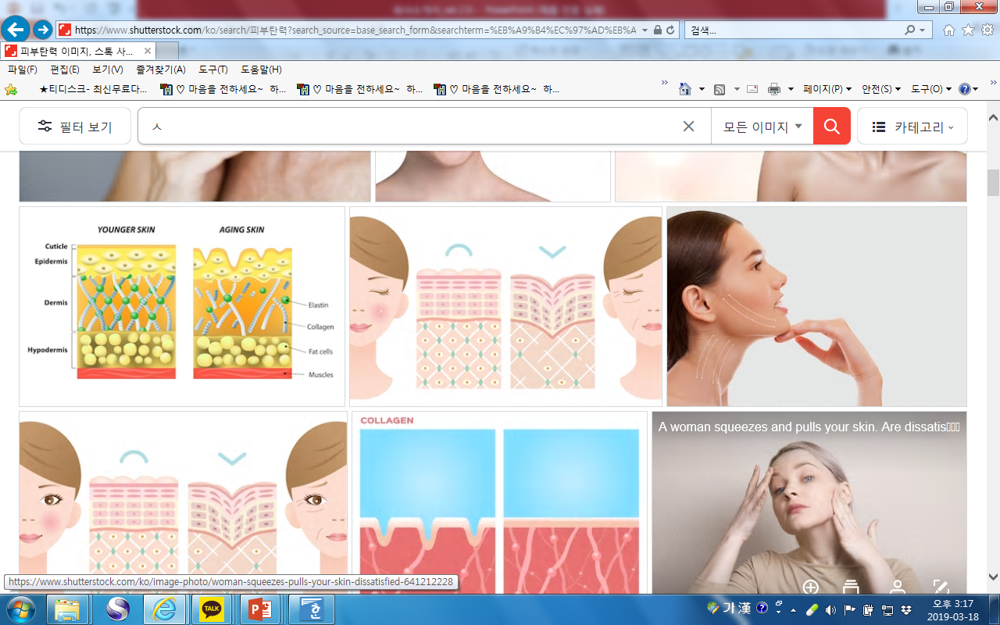 https://www.shutterstock.com/ko/search/피부탄력?search_source=base_search_form&searchterm=%EB%A9%B4%EC%97%AD%EB%A
검색...
피부탄력 이미지, 스톡 사...
파일(F) 편집(E) 보기(V) 즐겨찾기(A) 도구(T) 도움말(H)
★티디스크- 최신무료다... ♡ 마음을 전하세요~ 하... ♡ 마음을 전하세요~ 하... ♡ 마음을 전하세요~ 하...
페이지(P) 안전(S) 도구(O)
필터 보기
ㅅ
모든 이미지
카테고리
YOUNGER SKIN AGING SKIN
Cuticle
Epidermis
Dermis
Hypodermis
Elastin
Collagen
Fat cells
Muscles
COLLAGEN
A woman squeezes and pulls your skin. Are dissatis
https://www.shutterstock.com/ko/image-photo/woman-squeezes-pulls-your-skin-dissatisfied-641212228
TALK
가 漢
오후 3:17
2019-03-18